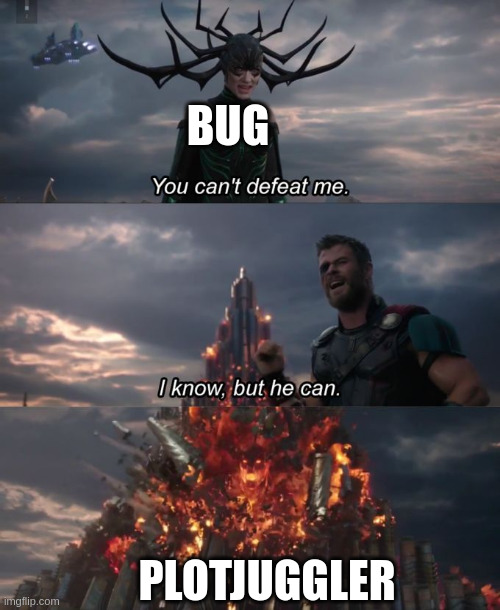 BUG
You can't defeat me.
I know, but he can.
PLOTJUGGLER
imgflip.com